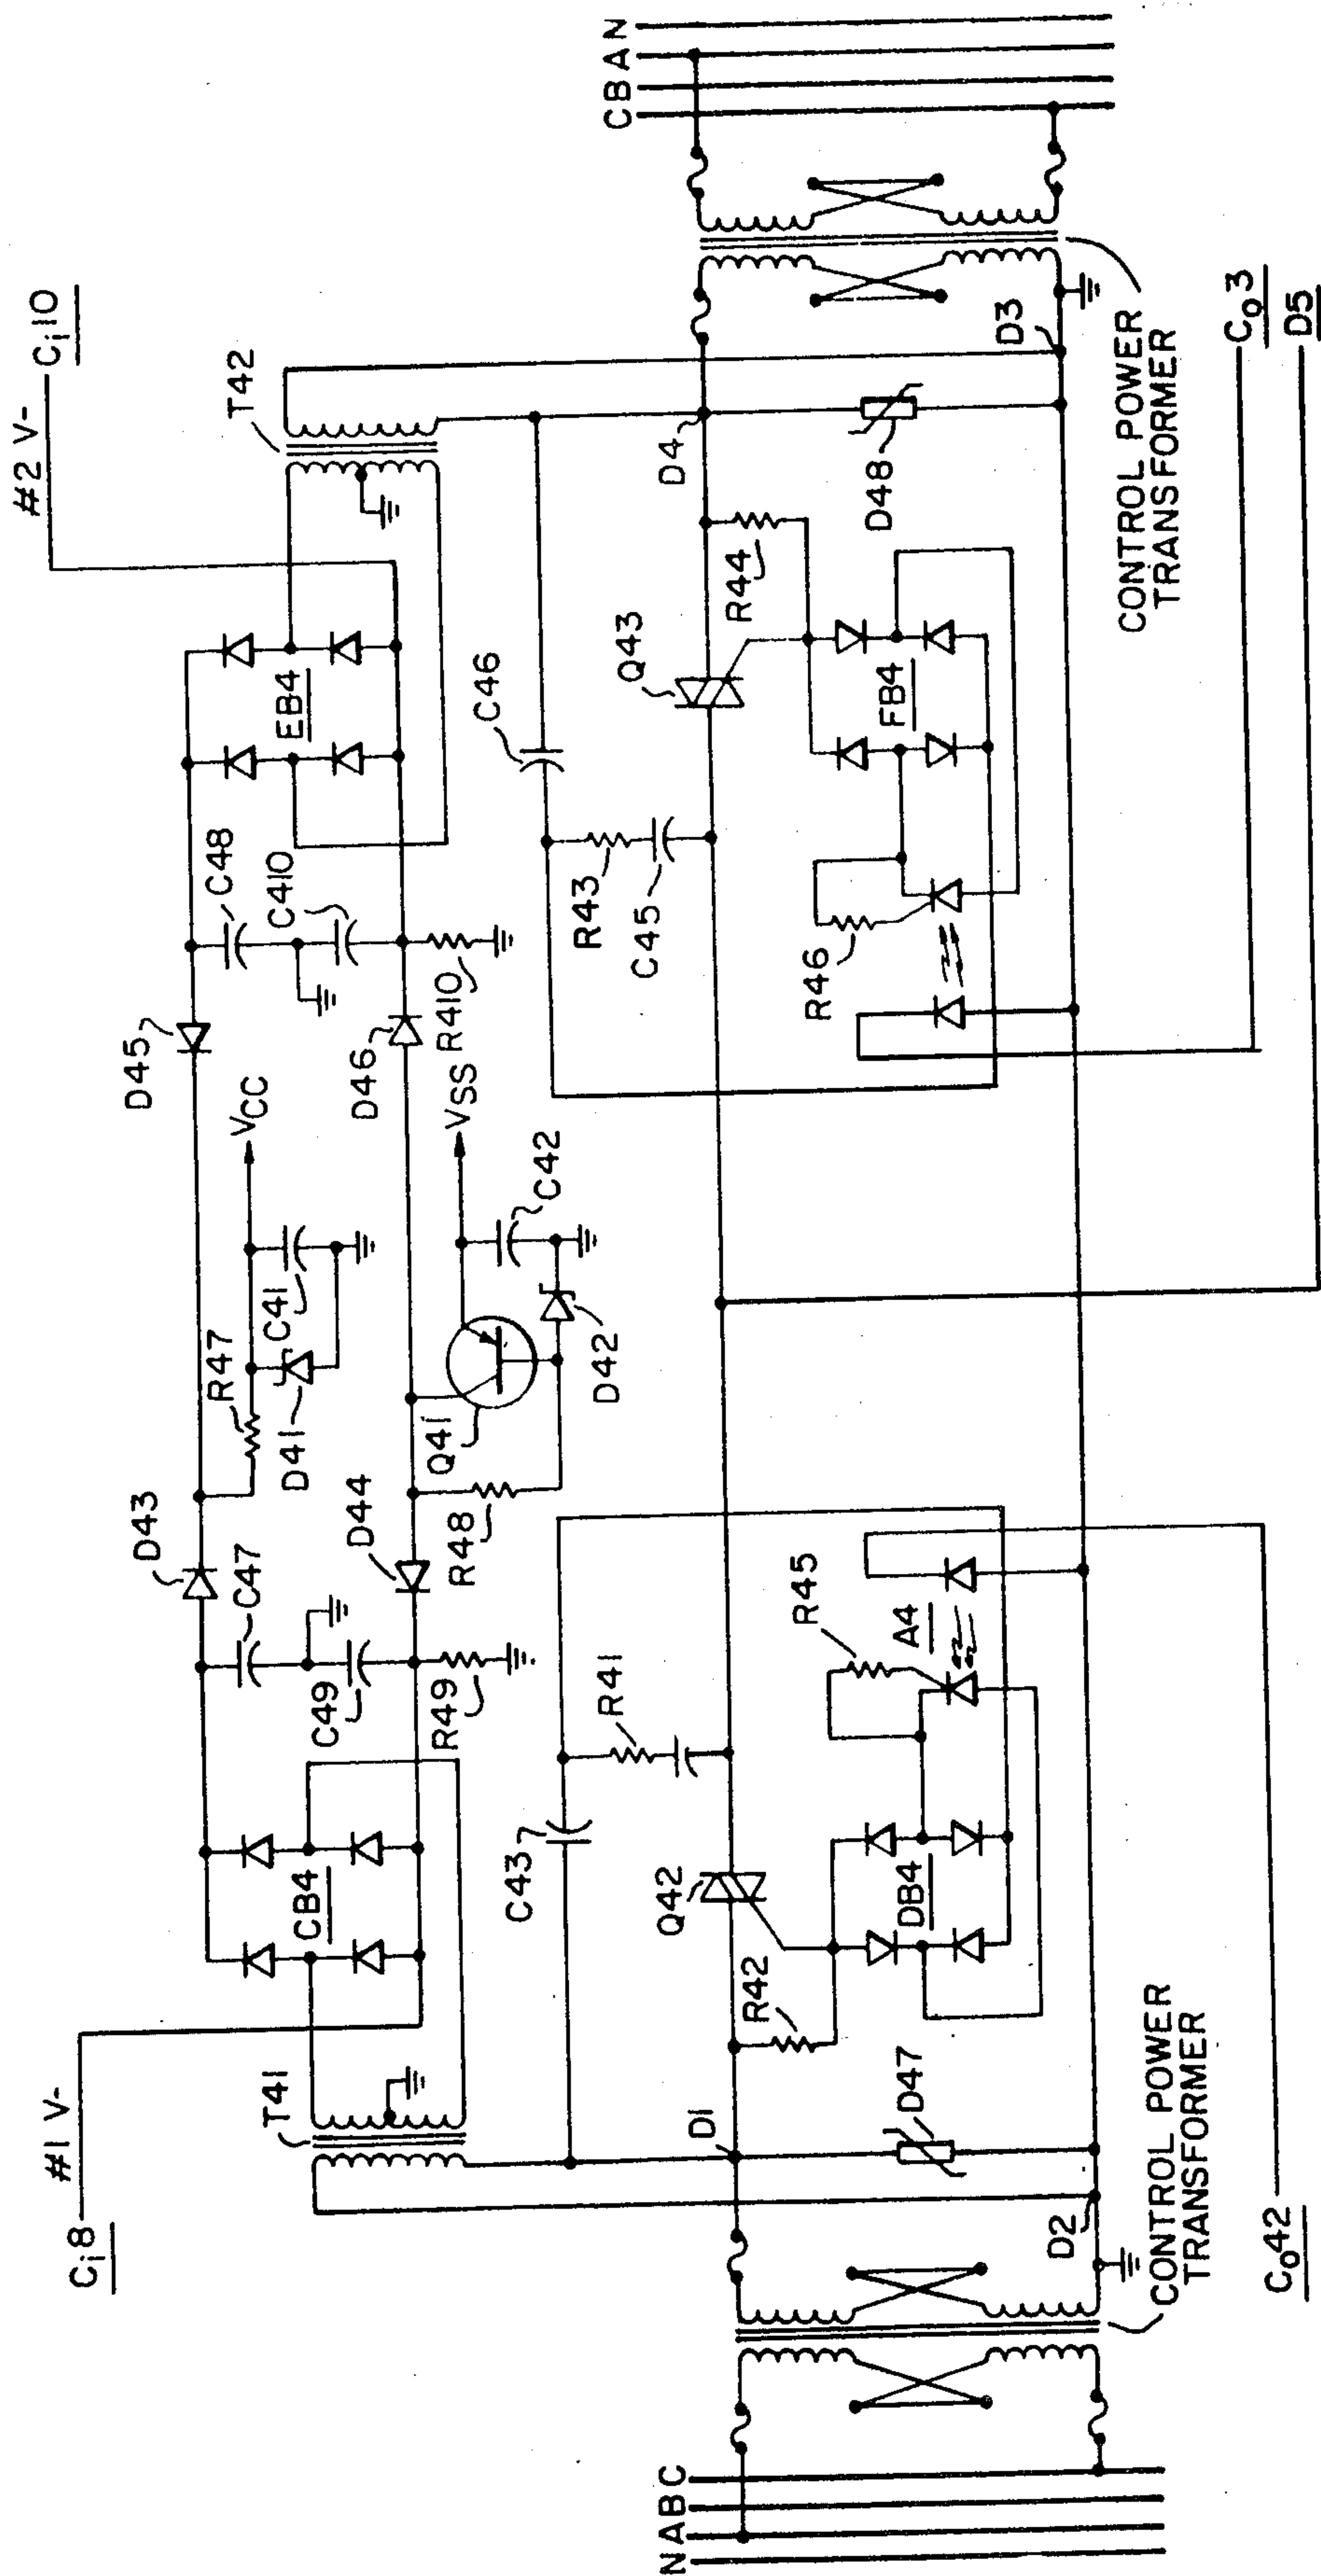 #1 V-
Ci8
#2 V-
Ci10
T41
CB4
C47
D43
C49
R49
D44
R47
D41
C41
VCC
D45
R48
Q41
D42
C42
VSS
D46
R410
C48
C410
EB4
T42
C43
R41
Q42
R42
DB4
R45
A4
D1
D47
D2
R43
C45
C46
Q43
R44
FB4
R46
D4
D48
D3
N A B C
CONTROL POWER
TRANSFORMER
Co42
C B A N
CONTROL POWER
TRANSFORMER
Co3
D5